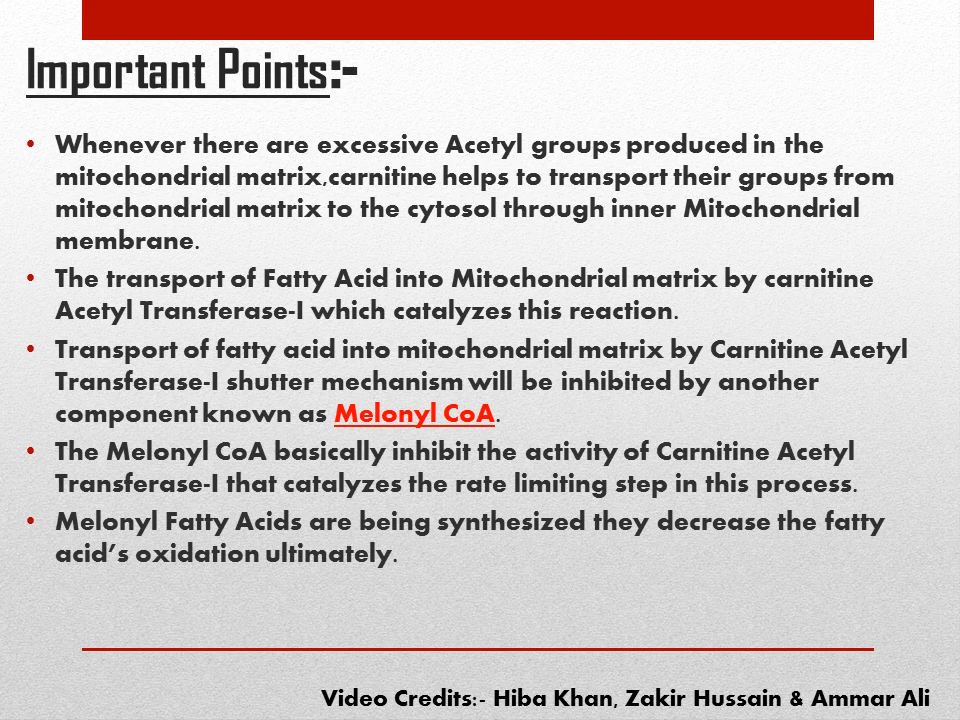 Important Points:-
• Whenever there are excessive Acetyl groups produced in the
mitochondrial matrix,carnitine helps to transport their groups from
mitochondrial matrix to the cytosol through inner Mitochondrial
membrane.
• The transport of Fatty Acid into Mitochondrial matrix by carnitine
Acetyl Transferase-I which catalyzes this reaction.
• Transport of fatty acid into mitochondrial matrix by Carnitine Acetyl
Transferase-I shutter mechanism will be inhibited by another
component known as Melonyl CoA.
• The Melonyl CoA basically inhibit the activity of Carnitine Acetyl
Transferase-I that catalyzes the rate limiting step in this process.
• Melonyl Fatty Acids are being synthesized they decrease the fatty
acid's oxidation ultimately.
Video Credits:- Hiba Khan, Zakir Hussain & Ammar Ali